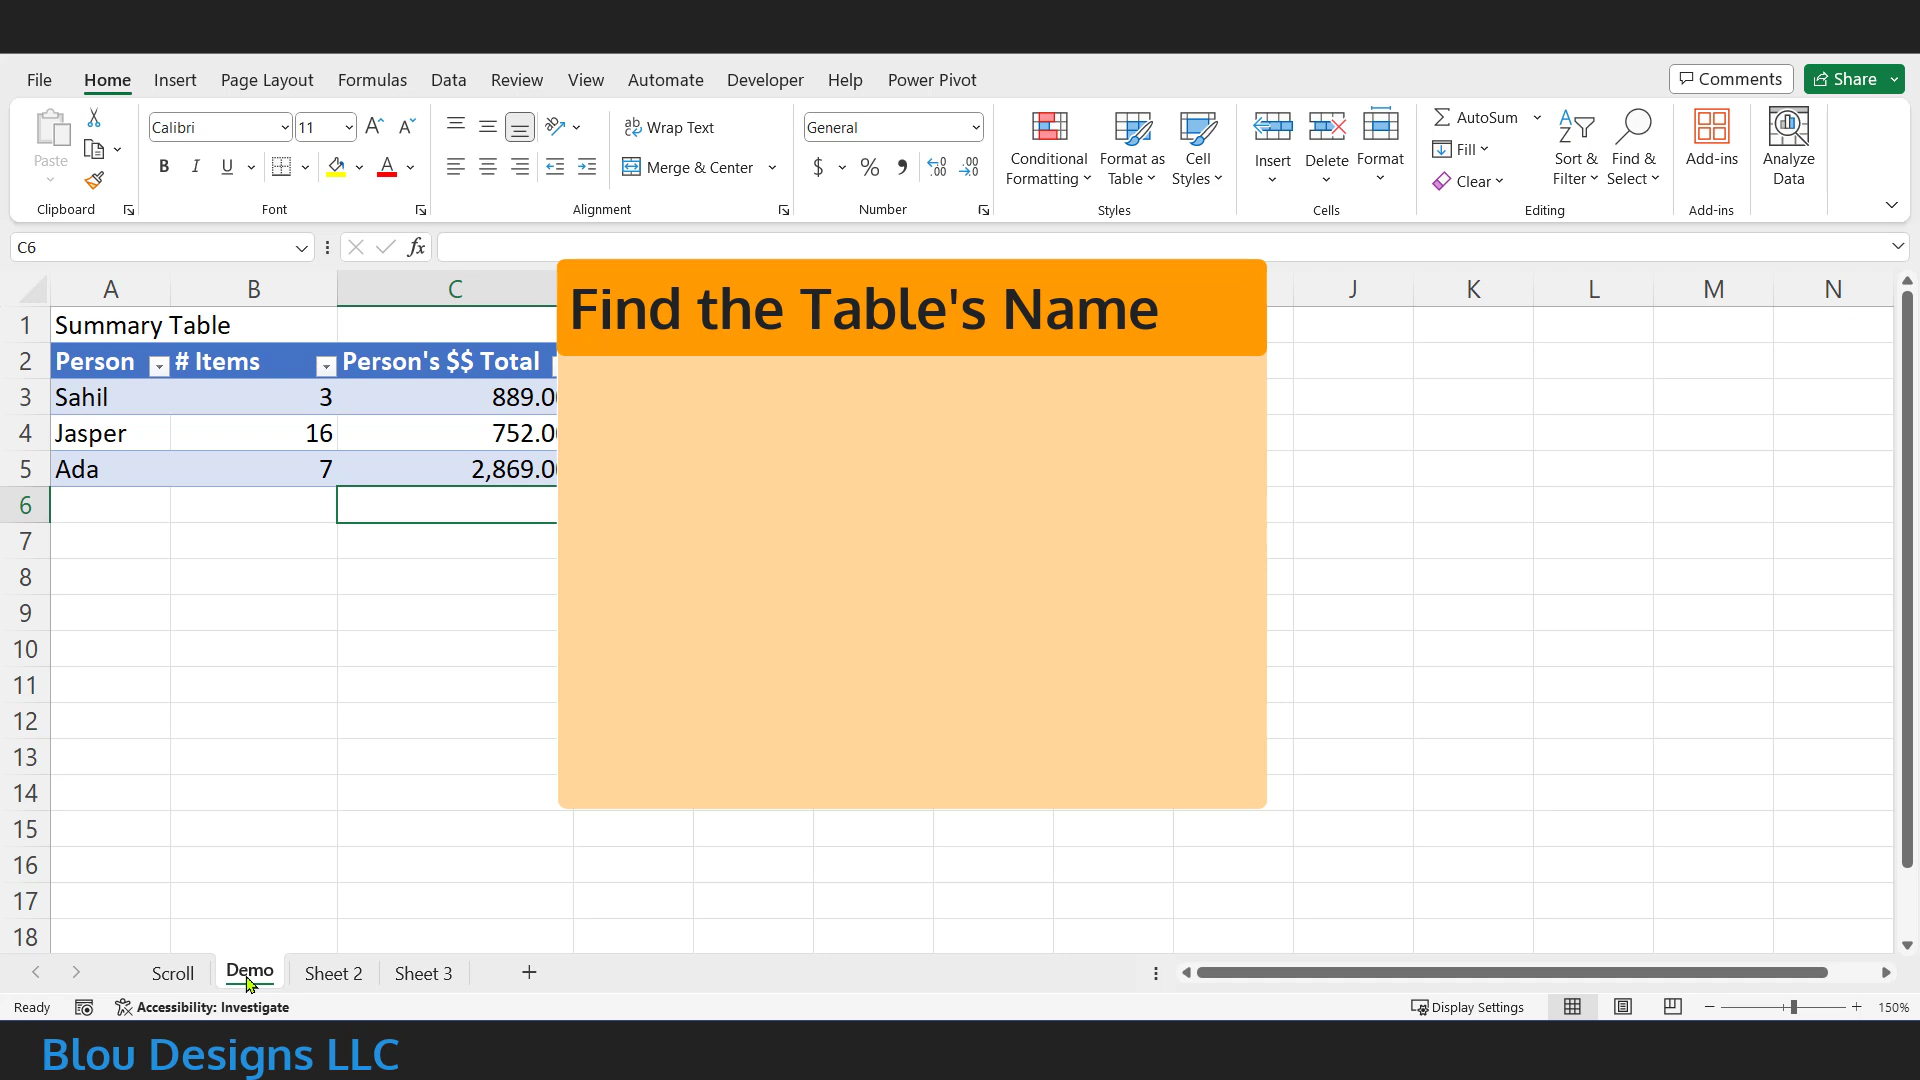 File Home Insert Page Layout Formulas Data Review View Automate Developer Help Power Pivot Comments Share
Paste
Clipboard
Calibri 11
B I U A
Font
Wrap Text
Merge & Center
Alignment
General
$ % 9
Number
Conditional Formatting
Format as Table
Cell Styles
Styles
Insert
Delete
Format
Cells
AutoSum
Fill
Clear
Sort & Filter
Find & Select
Editing
Add-ins
Add-ins
Analyze Data
C6 fx
A B C J K L M N
Find the Table's Name
1 Summary Table
2 Person # Items Person's $$ Total
3 Sahil 3 889.0
4 Jasper 16 752.0
5 Ada 7 2,869.0
6
7
8
9
10
11
12
13
14
15
16
17
18
Scroll Demo Sheet 2 Sheet 3 +
Ready Accessibility: Investigate Display Settings 150%
Blou Designs LLC